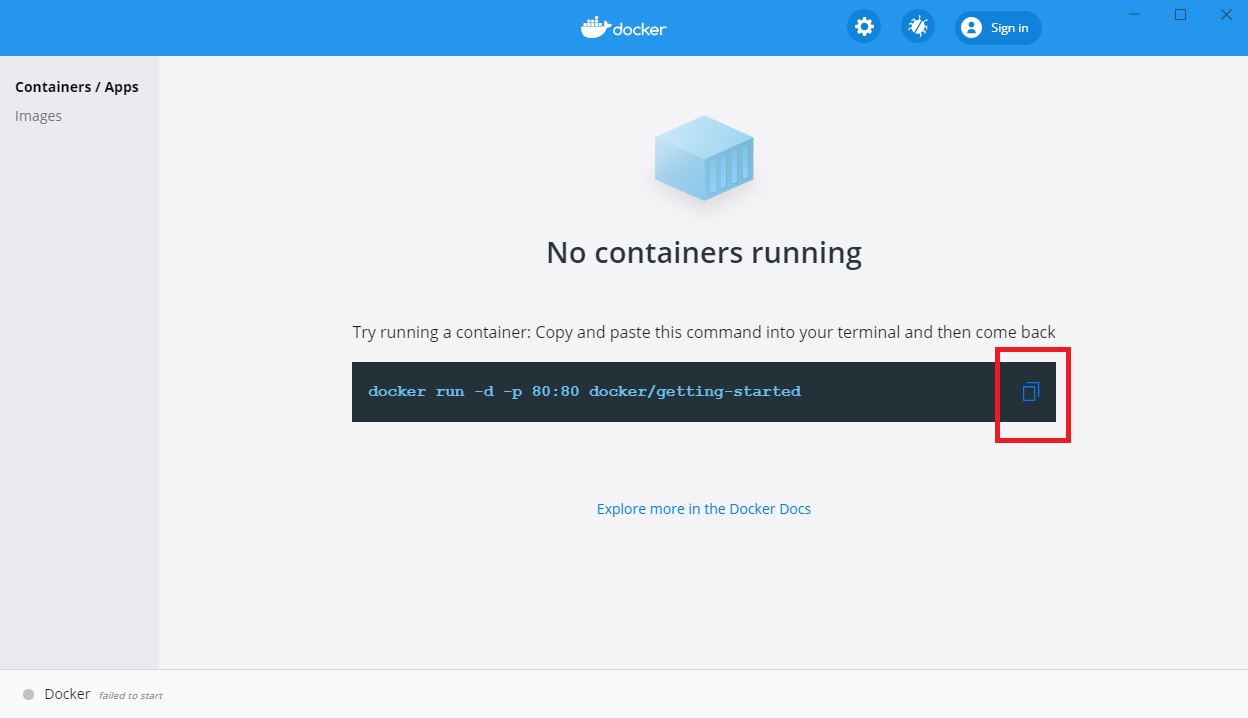 docker
Sign in
Containers / Apps
Images
No containers running
Try running a container: Copy and paste this command into your terminal and then come back
docker run -d -p 80:80 docker/getting-started
Explore more in the Docker Docs
Docker failed to start